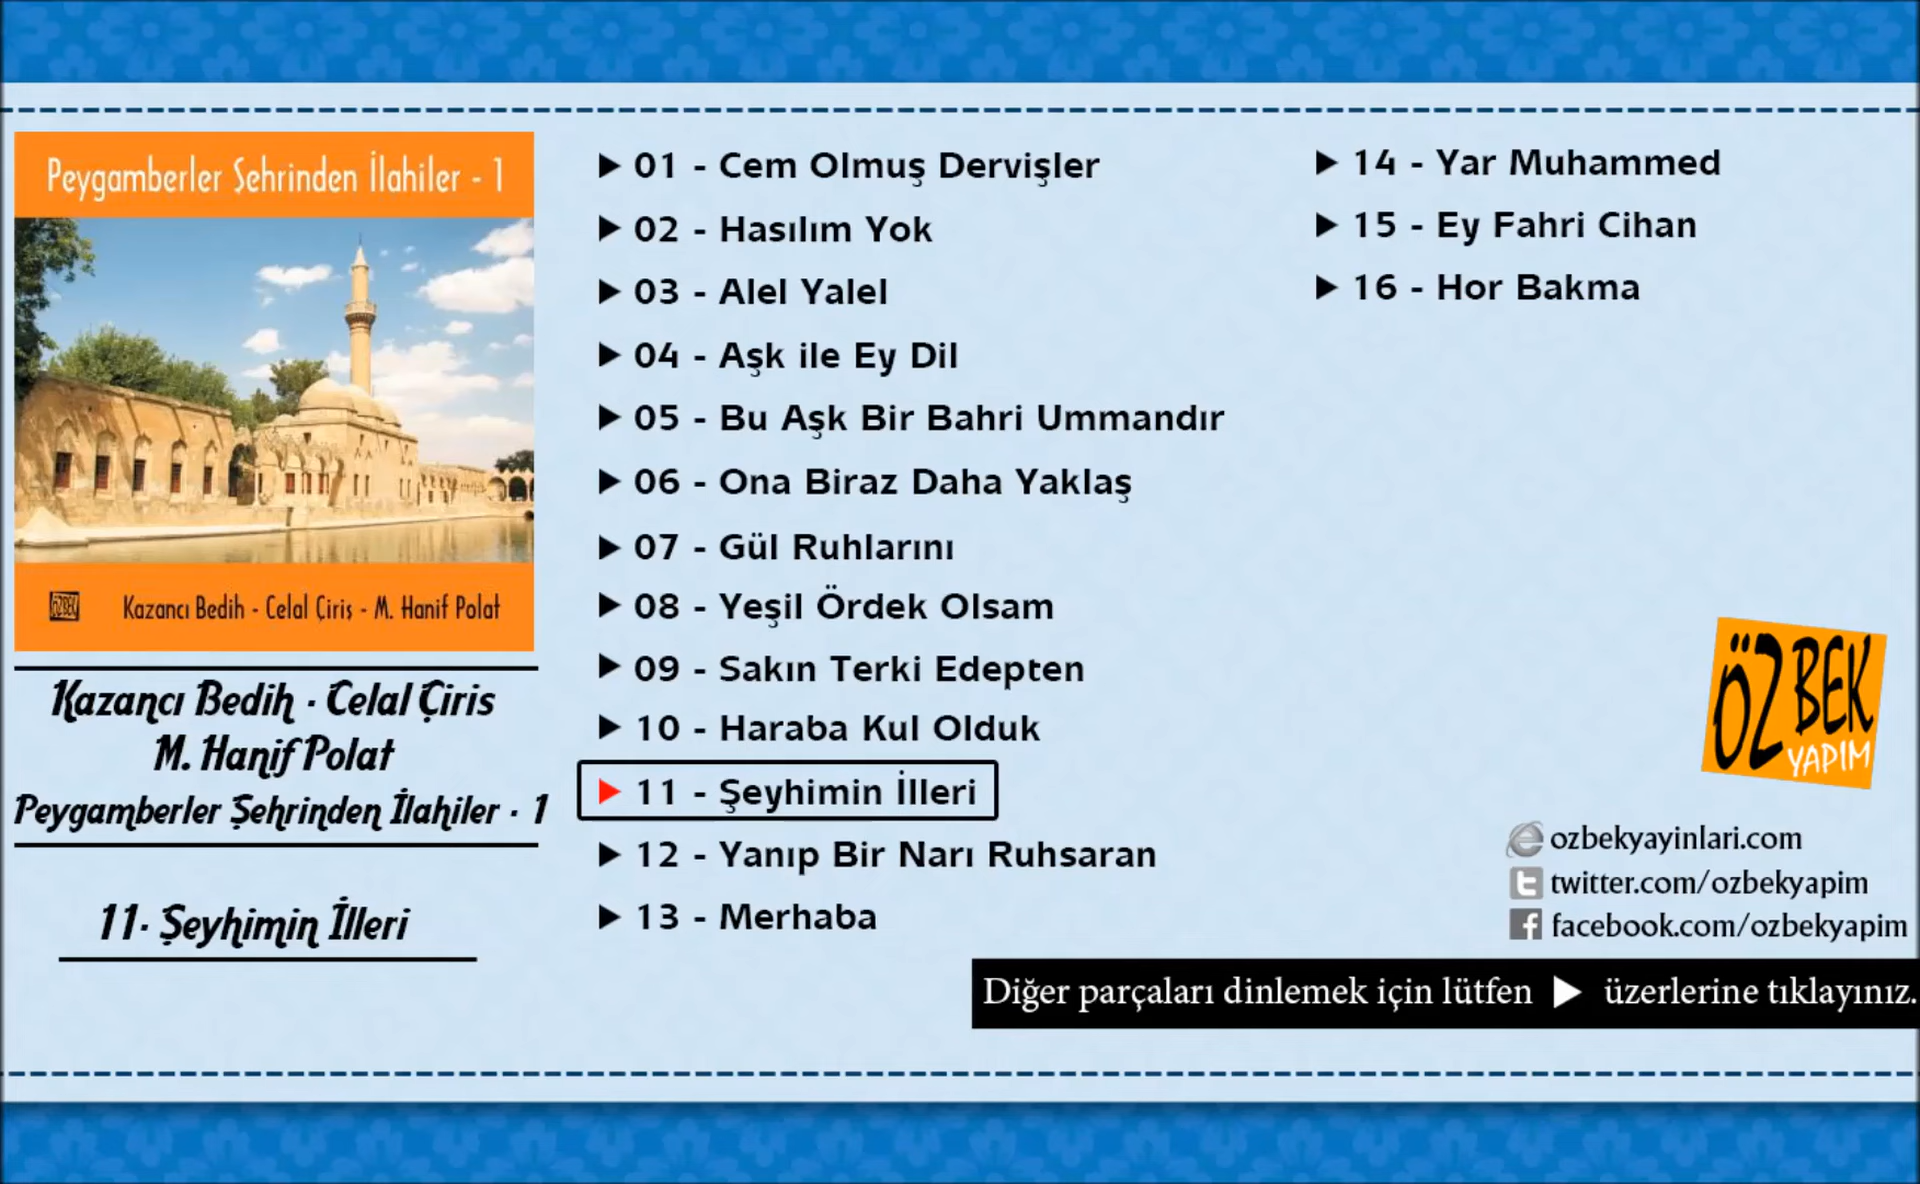 Peygamberler Şehrinden İlahiler - 1
ÖZBEK
Kazancı Bedih - Celal Çiris - M. Hanif Polat
Kazancı Bedih - Celal Çiris
M. Hanif Polat
Peygamberler Şehrinden İlahiler - 1
11- Şeyhimin İlleri
01 - Cem Olmuş Dervişler
02 - Hasılım Yok
03 - Alel Yalel
04 - Aşk ile Ey Dil
05 - Bu Aşk Bir Bahri Ummandır
06 - Ona Biraz Daha Yaklaş
07 - Gül Ruhlarını
08 - Yeşil Ördek Olsam
09 - Sakın Terki Edepten
10 - Haraba Kul Olduk
11 - Şeyhimin İlleri
12 - Yanıp Bir Narı Ruhsaran
13 - Merhaba
14 - Yar Muhammed
15 - Ey Fahri Cihan
16 - Hor Bakma
ÖZBEK
YAPIM
ozbekyayinlari.com
twitter.com/ozbekyapim
facebook.com/ozbekyapim
Diğer parçaları dinlemek için lütfen ▶ üzerlerine tıklayınız.